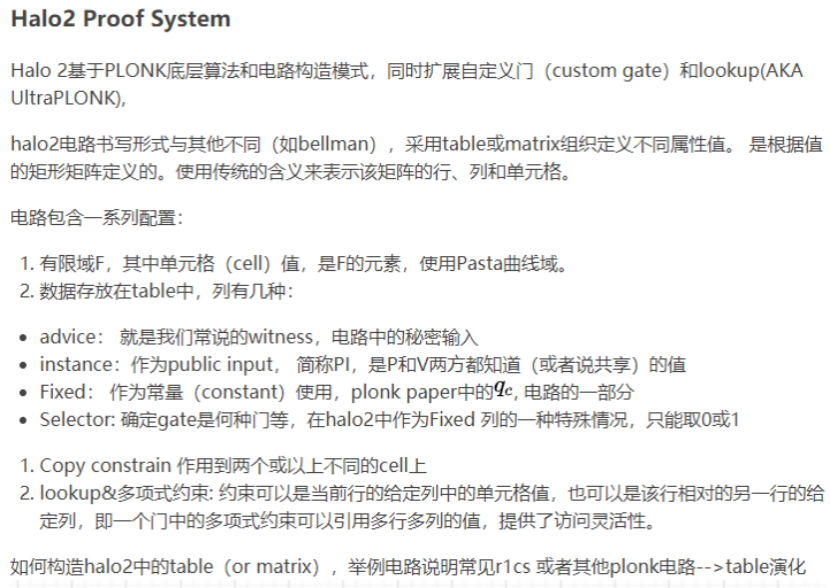 Halo2 Proof System
Halo 2基于PLONK底层算法和电路构造模式，同时扩展自定义门（custom gate）和lookup(AKA
UltraPLONK),
halo2电路书写形式与其他不同（如bellman），采用table或matrix组织定义不同属性值。 是根据值
的矩形矩阵定义的。使用传统的含义来表示该矩阵的行、列和单元格。
电路包含一系列配置：
1. 有限域F，其中单元格（cell）值，是F的元素，使用Pasta曲线域。
2. 数据存放在table中，列有几种：
• advice： 就是我们常说的witness，电路中的秘密输入
• instance：作为public input， 简称PI，是P和V两方都知道（或者说共享）的值
• Fixed： 作为常量（constant）使用，plonk paper中的q_c, 电路的一部分
• Selector: 确定gate是何种门等，在halo2中作为Fixed 列的一种特殊情况，只能取0或1
1. Copy constrain 作用到两个或以上不同的cell上
2. lookup&多项式约束: 约束可以是当前行的给定列中的单元格值，也可以是该行相对的另一行的给
定列，即一个门中的多项式约束可以引用多行多列的值，提供了访问灵活性。
如何构造halo2中的table（or matrix），举例电路说明常见r1cs 或者其他plonk电路-->table演化